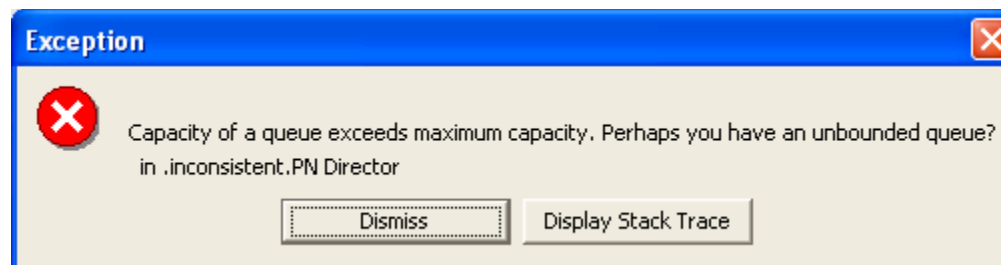 Exception
Capacity of a queue exceeds maximum capacity. Perhaps you have an unbounded queue?
in .inconsistent.PN Director
Dismiss Display Stack Trace